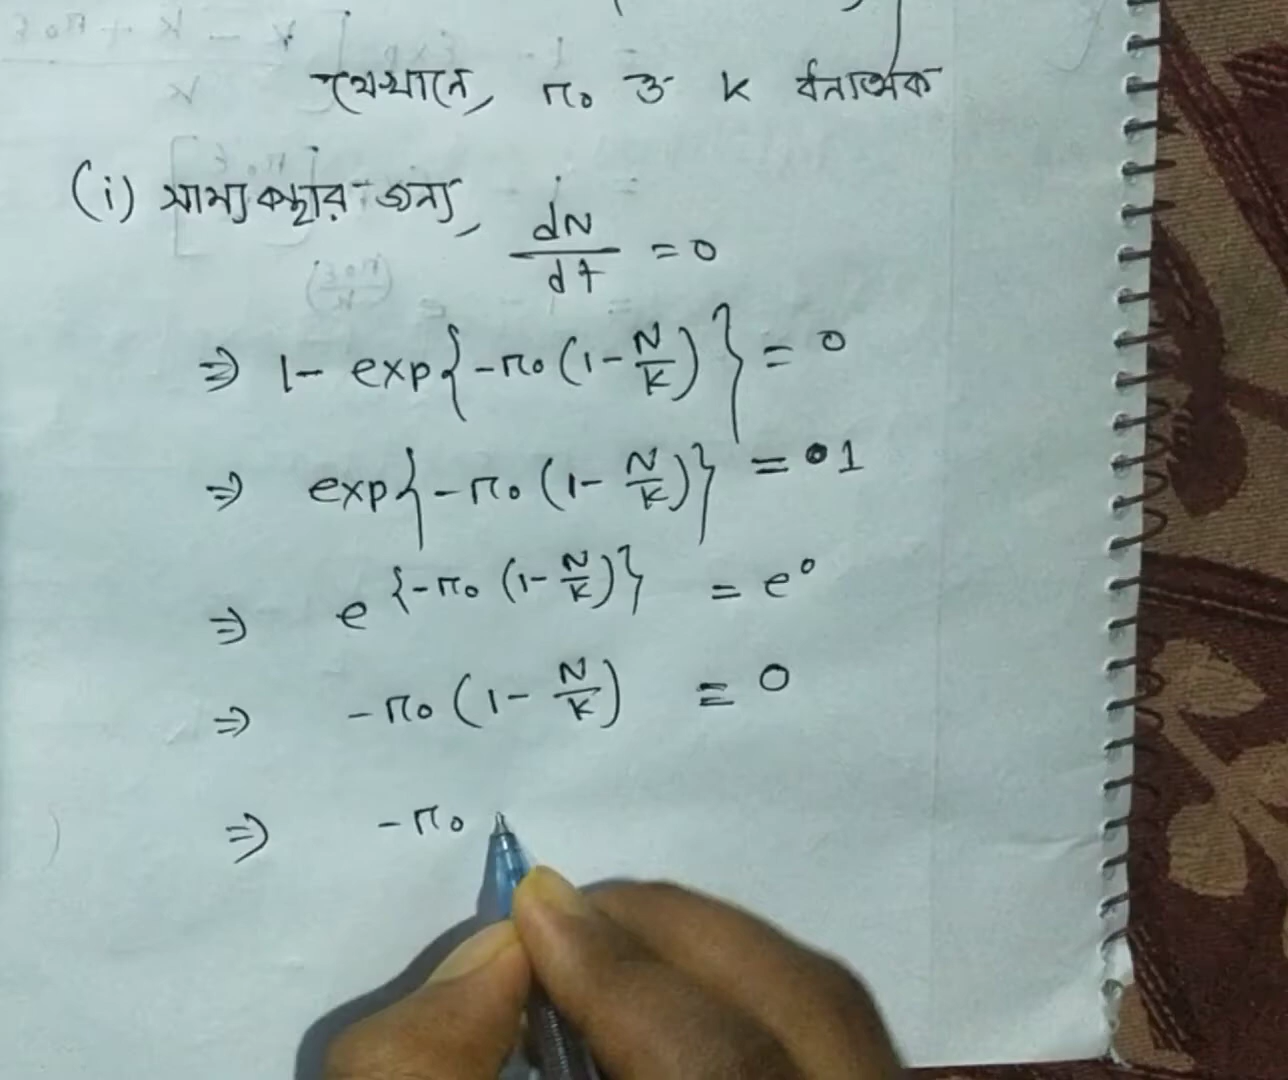 যেখানে, r₀ ও k ধনাত্মক
(i) সাম্যবস্থার জন্য, dN/dt = 0
⇒ 1 - exp{-r₀(1 - N/k)} = 0
⇒ exp{-r₀(1 - N/k)} = 1
⇒ e^{-r₀(1 - N/k)} = e⁰
⇒ -r₀(1 - N/k) = 0
⇒ -r₀